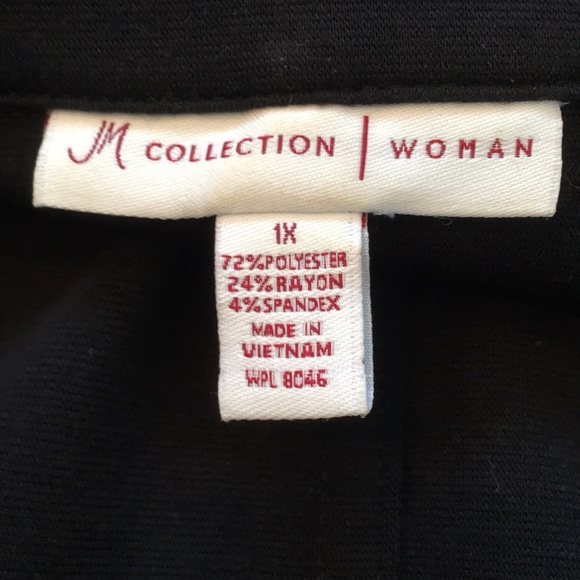 JM COLLECTION | WOMAN
1X
72%POLYESTER
24%RAYON
4%SPANDEX
MADE IN
VIETNAM
WPL 8046